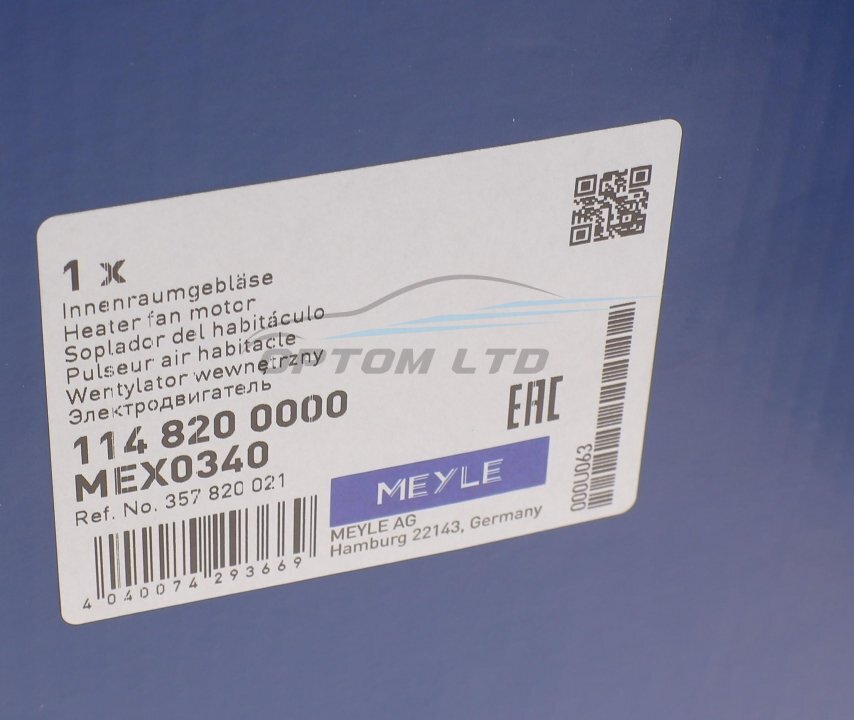 1 x
Innenraumgebläse
Heater fan motor
Soplador del habitáculo
Pulseur air habitacle
Wentylator wewnętrzny
Электродвигатель
114 820 0000
MEX0340
Ref. No. 357 820 021
4 040074 293669
EAC
MEYLE
MEYLE AG
Hamburg 22143, Germany
000U063
OPTOM LTD